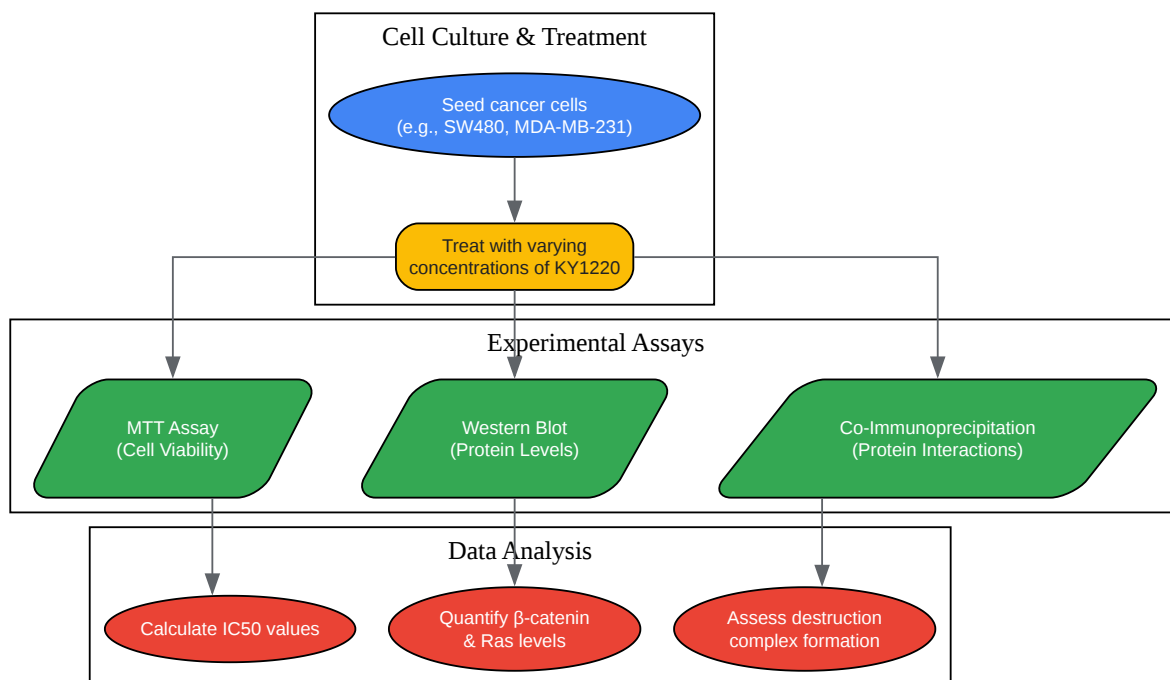 Cell Culture & Treatment
Seed cancer cells
(e.g., SW480, MDA-MB-231)
Treat with varying
concentrations of KY1220
Experimental Assays
MTT Assay
(Cell Viability)
Western Blot
(Protein Levels)
Co-Immunoprecipitation
(Protein Interactions)
Data Analysis
Calculate IC50 values
Quantify β-catenin
& Ras levels
Assess destruction
complex formation